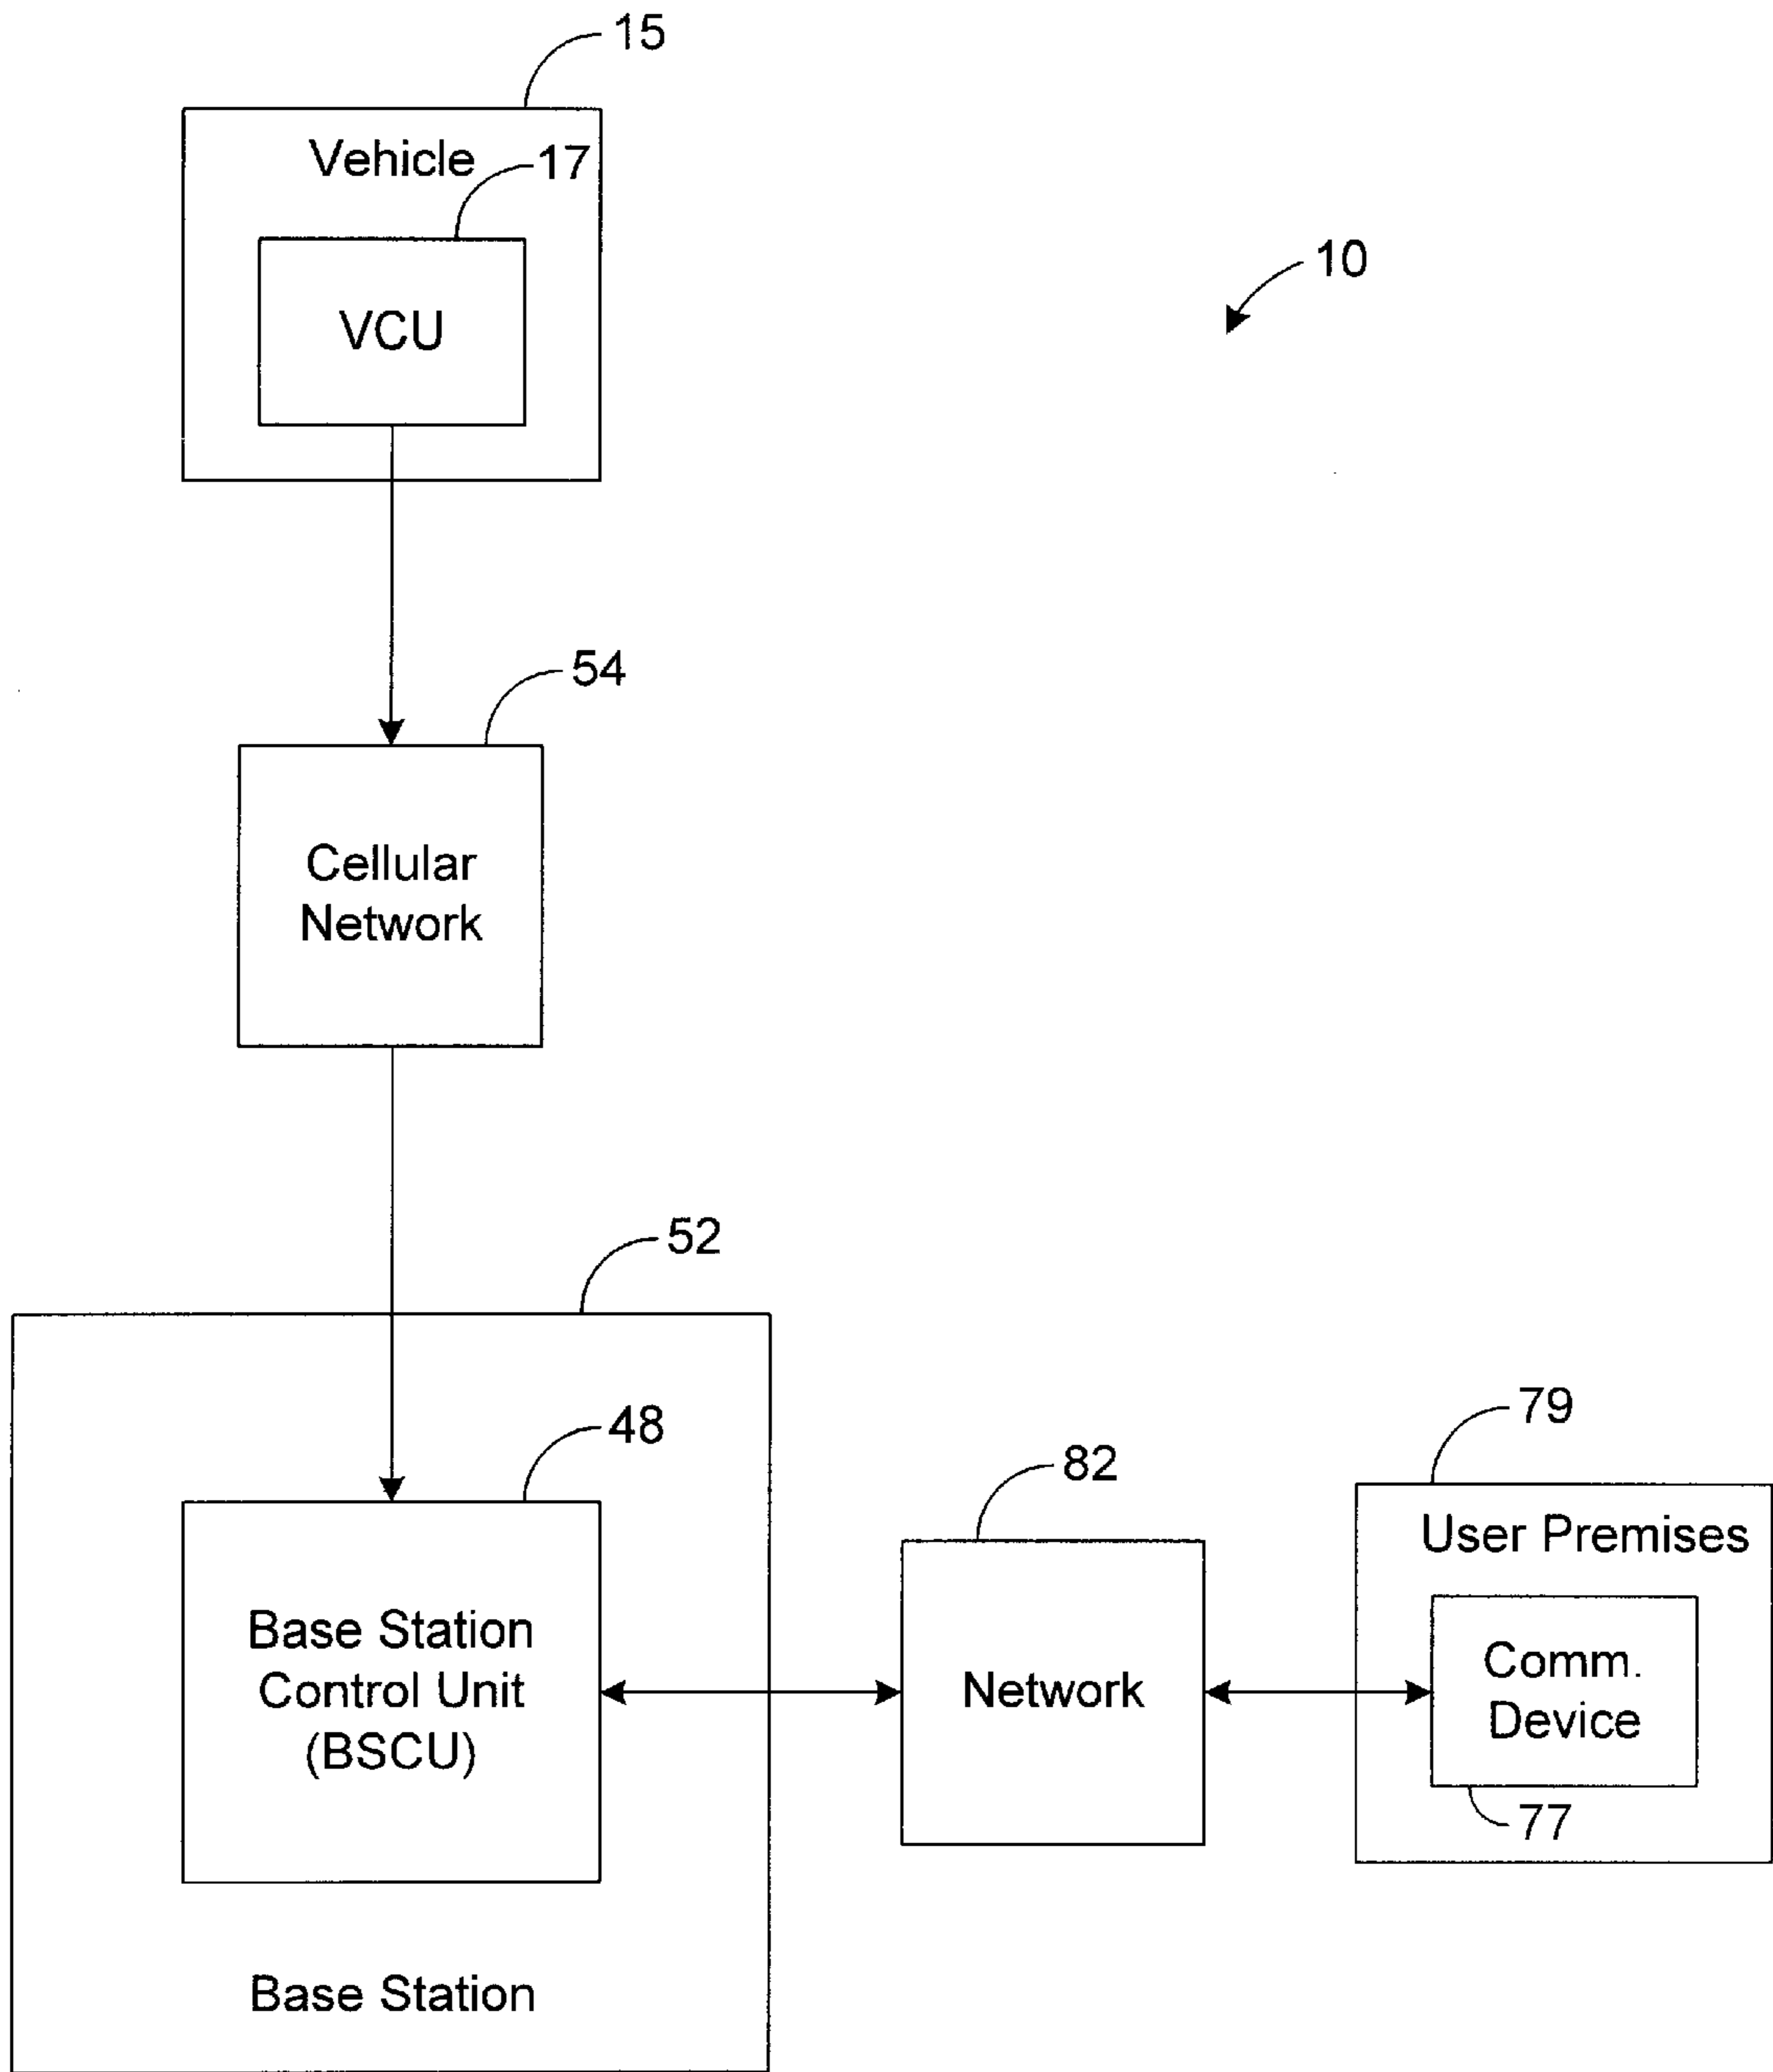 15
Vehicle
17
VCU
10
54
Cellular
Network
52
48
Base Station
Control Unit
(BSCU)
Base Station
82
Network
79
User Premises
Comm.
Device
77